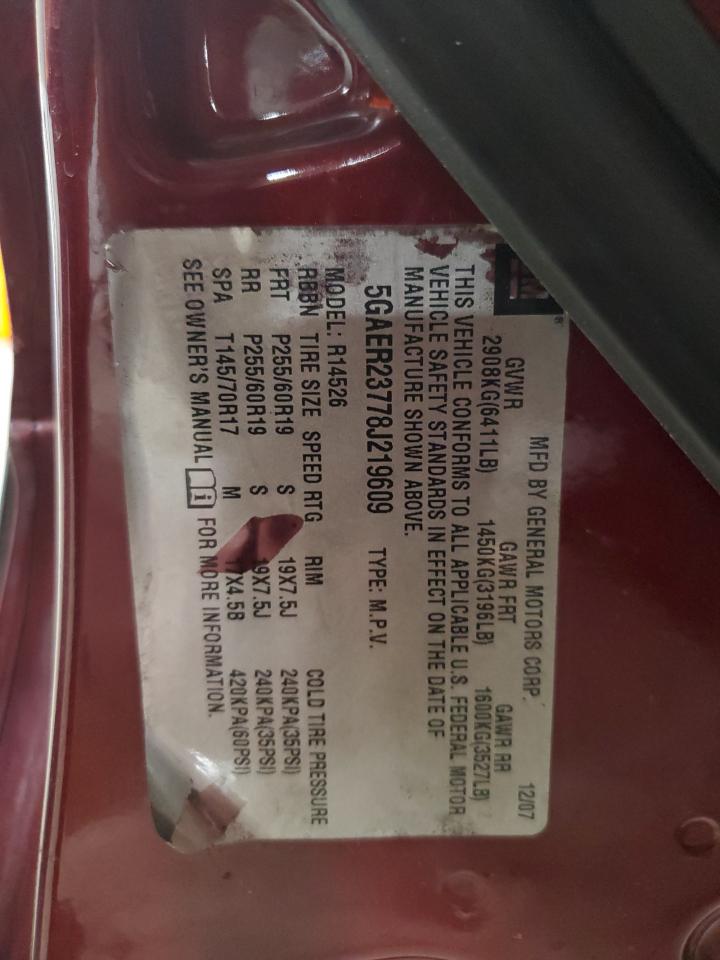 MFD BY GENERAL MOTORS CORP. 12/07
GVWR GAWR FRT GAWR RR
2908KG(6411LB) 1450KG(3196LB) 1600KG(3527LB)
THIS VEHICLE CONFORMS TO ALL APPLICABLE U.S. FEDERAL MOTOR
VEHICLE SAFETY STANDARDS IN EFFECT ON THE DATE OF
MANUFACTURE SHOWN ABOVE.
5GAER23778J219609 TYPE: M.P.V.
MODEL: R14526
RBBN TIRE SIZE SPEED RTG RIM COLD TIRE PRESSURE
FRT P255/60R19 S 19X7.5J 240KPA(35PSI)
RR P255/60R19 S 19X7.5J 240KPA(35PSI)
SPA T145/70R17 M 17X4.5B 420KPA(60PSI)
SEE OWNER'S MANUAL FOR MORE INFORMATION.